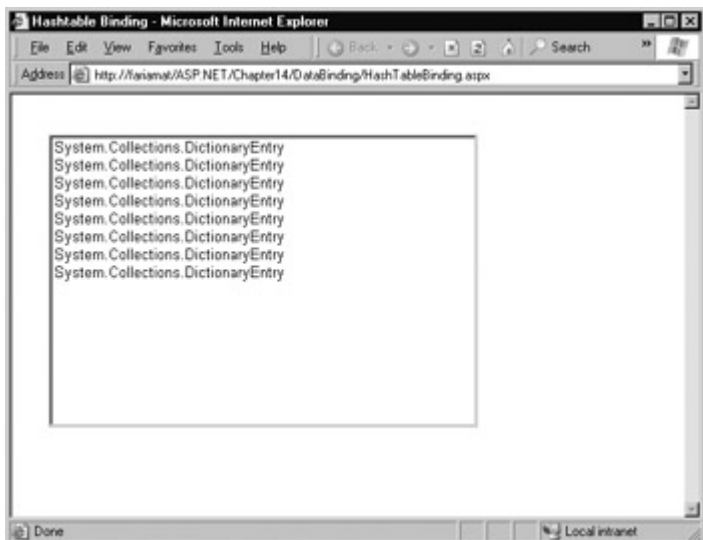 Hashtable Binding - Microsoft Internet Explorer
File Edit View Favorites Tools Help Back Search »
Address http://fariamat/ASP.NET/Chapter14/DataBinding/HashTableBinding.aspx
System.Collections.DictionaryEntry
System.Collections.DictionaryEntry
System.Collections.DictionaryEntry
System.Collections.DictionaryEntry
System.Collections.DictionaryEntry
System.Collections.DictionaryEntry
System.Collections.DictionaryEntry
System.Collections.DictionaryEntry
Done Local intranet